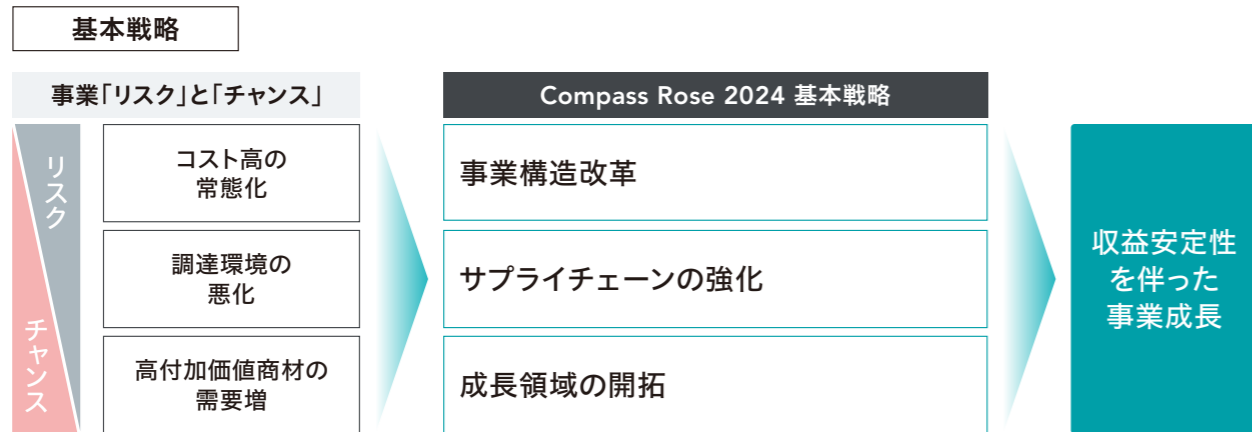 基本戦略
事業「リスク」と「チャンス」
リスク
チャンス
コスト高の
常態化
調達環境の
悪化
高付加価値商材の
需要増
Compass Rose 2024 基本戦略
事業構造改革
サプライチェーンの強化
成長領域の開拓
収益安定性
を伴った
事業成長